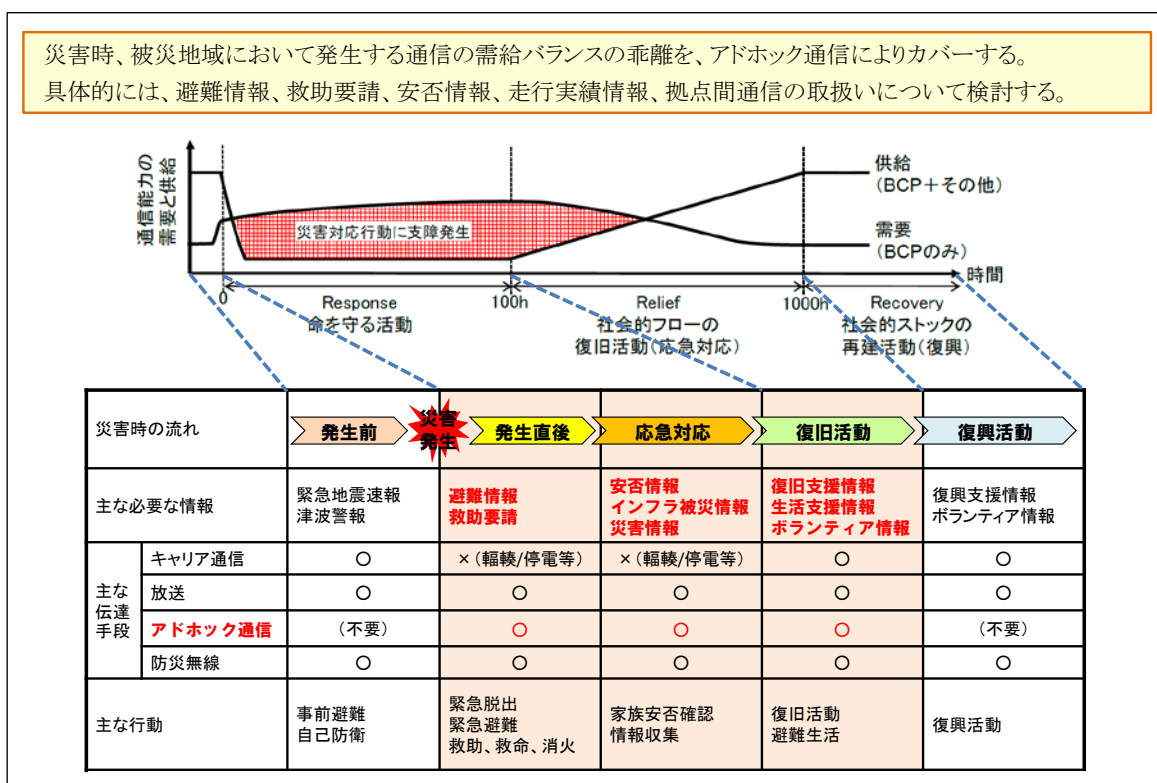 災害時、被災地域において発生する通信の需給バランスの乖離を、アドホック通信によりカバーする。
具体的には、避難情報、救助要請、安否情報、走行実績情報、拠点間通信の取扱いについて検討する。
通信能力の
需要と供給
供給
(BCP+その他)
災害対応行動に支障発生
需要
(BCPのみ)
時間
0
Response
命を守る活動
100h
Relief
社会的フローの
復旧活動(応急対応)
1000h
Recovery
社会的ストックの
再建活動(復興)
災害時の流れ
発生前
災害
発生
発生直後
応急対応
復旧活動
復興活動
主な必要な情報
緊急地震速報
津波警報
避難情報
救助要請
安否情報
インフラ被災情報
災害情報
復旧支援情報
生活支援情報
ボランティア情報
復興支援情報
ボランティア情報
主な
伝達
手段
キャリア通信 ○ ×(輻輳/停電等) ×(輻輳/停電等) ○ ○
放送 ○ ○ ○ ○ ○
アドホック通信 (不要) ○ ○ ○ (不要)
防災無線 ○ ○ ○ ○ ○
主な行動
事前避難
自己防衛
緊急脱出
緊急避難
救助、救命、消火
家族安否確認
情報収集
復旧活動
避難生活
復興活動